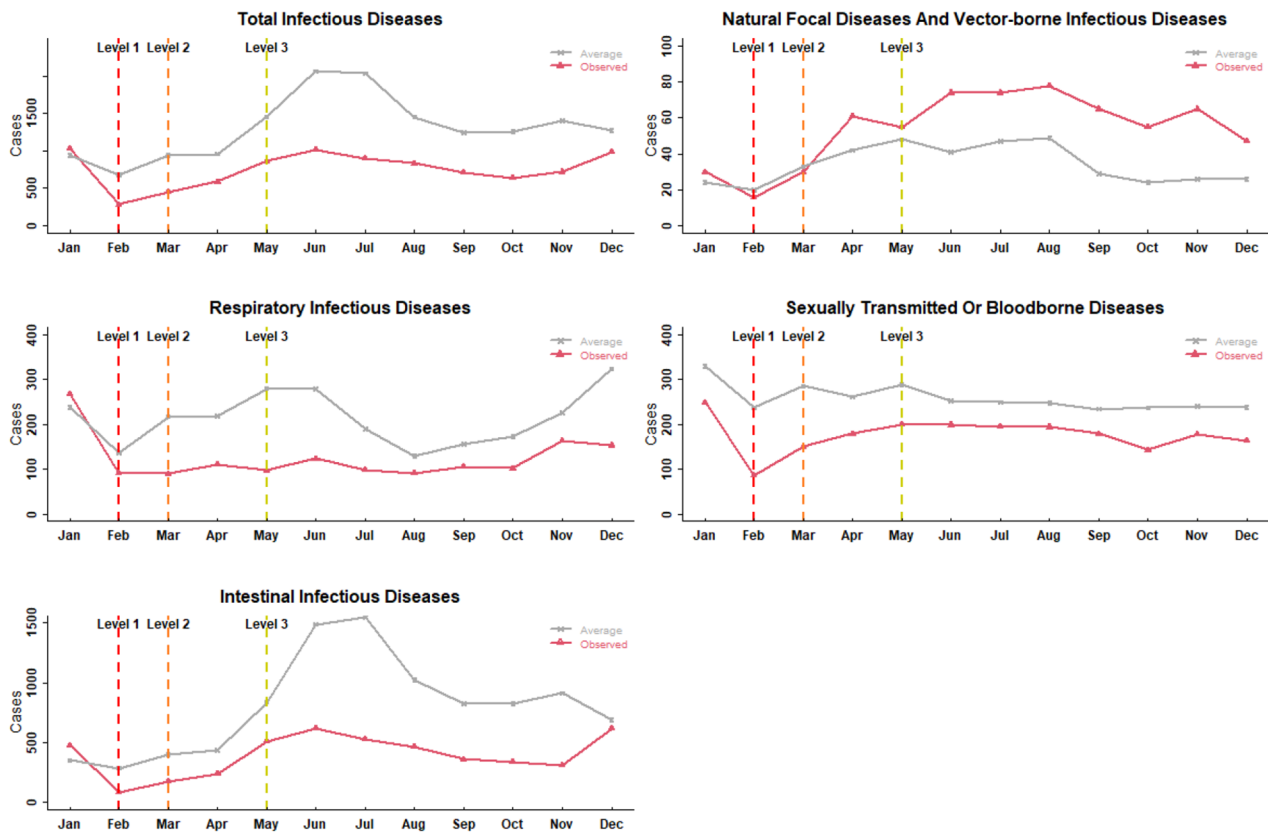 Total Infectious Diseases
Level 1 Level 2 Level 3
Average
Observed
Cases
1500
500
0
Jan Feb Mar Apr May Jun Jul Aug Sep Oct Nov Dec
Natural Focal Diseases And Vector-borne Infectious Diseases
Level 1 Level 2 Level 3
Average
Observed
Cases
100
80
60
40
20
0
Jan Feb Mar Apr May Jun Jul Aug Sep Oct Nov Dec
Respiratory Infectious Diseases
Level 1 Level 2 Level 3
Average
Observed
Cases
400
300
200
100
0
Jan Feb Mar Apr May Jun Jul Aug Sep Oct Nov Dec
Sexually Transmitted Or Bloodborne Diseases
Level 1 Level 2 Level 3
Average
Observed
Cases
400
300
200
100
0
Jan Feb Mar Apr May Jun Jul Aug Sep Oct Nov Dec
Intestinal Infectious Diseases
Level 1 Level 2 Level 3
Average
Observed
Cases
1500
1000
500
0
Jan Feb Mar Apr May Jun Jul Aug Sep Oct Nov Dec